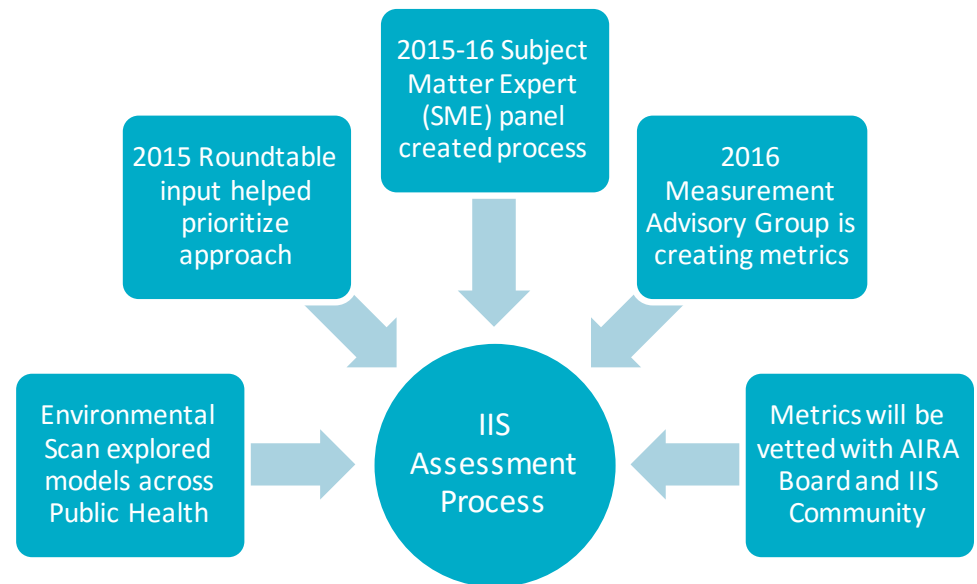 2015-16 Subject
Matter Expert
(SME) panel
created process
2015 Roundtable
input helped
prioritize
approach
2016
Measurement
Advisory Group is
creating metrics
Environmental
Scan explored
models across
Public Health
IIS
Assessment
Process
Metrics will be
vetted with AIRA
Board and IIS
Community